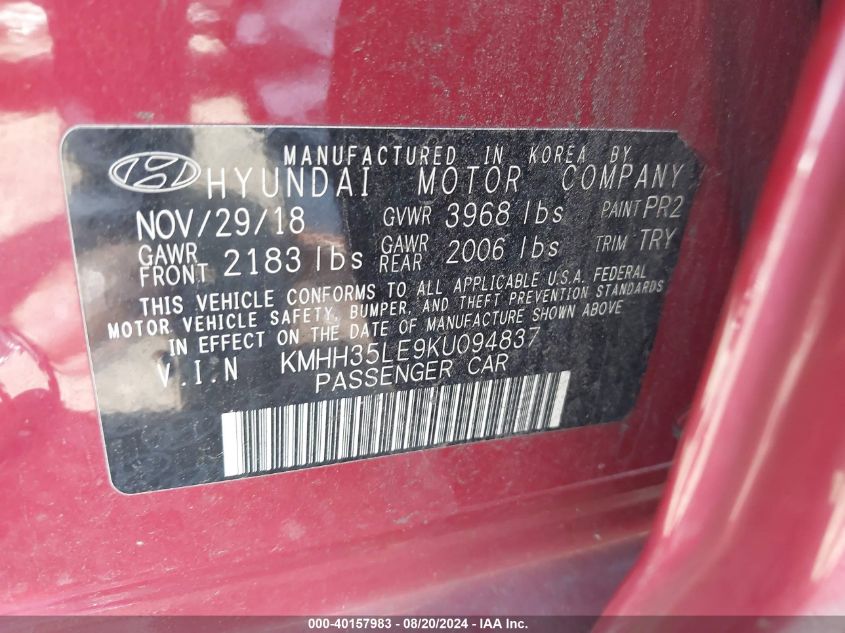 MANUFACTURED IN KOREA BY
HYUNDAI MOTOR COMPANY
NOV/29/18 GVWR 3968 lbs PAINT PR2
GAWR FRONT 2183 lbs GAWR REAR 2006 lbs TRIM TRY
THIS VEHICLE CONFORMS TO ALL APPLICABLE U.S.A. FEDERAL
MOTOR VEHICLE SAFETY, BUMPER, AND THEFT PREVENTION STANDARDS
IN EFFECT ON THE DATE OF MANUFACTURE SHOWN ABOVE
V.I.N KMHH35LE9KU094837
PASSENGER CAR
000-40157983 - 08/20/2024 - IAA Inc.